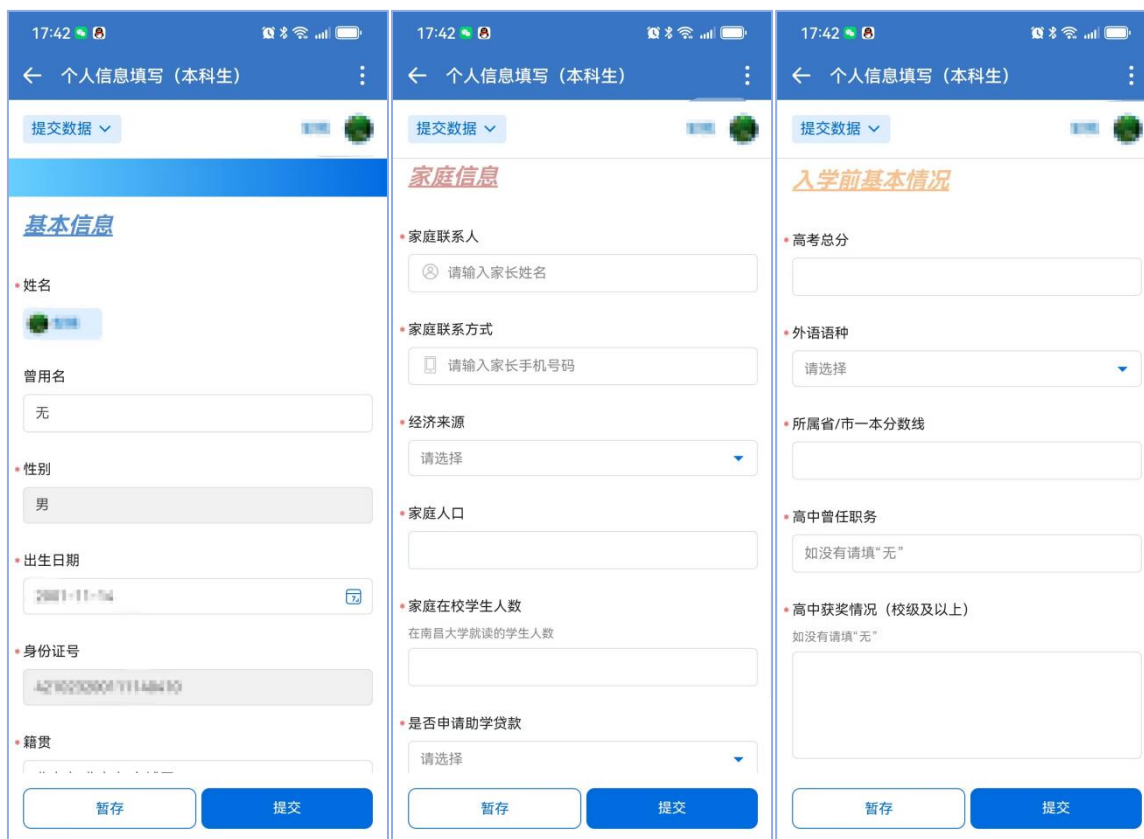 17:42
个人信息填写（本科生）
提交数据
基本信息
*姓名
曾用名
无
*性别
男
*出生日期
*身份证号
*籍贯
暂存
提交
17:42
个人信息填写（本科生）
提交数据
家庭信息
*家庭联系人
请输入家长姓名
*家庭联系方式
请输入家长手机号码
*经济来源
请选择
*家庭人口
*家庭在校学生人数
在南昌大学就读的学生人数
*是否申请助学贷款
请选择
暂存
提交
17:42
个人信息填写（本科生）
提交数据
入学前基本情况
*高考总分
*外语语种
请选择
*所属省/市一本分数线
*高中曾任职务
如没有请填“无”
*高中获奖情况（校级及以上）
如没有请填“无”
暂存
提交